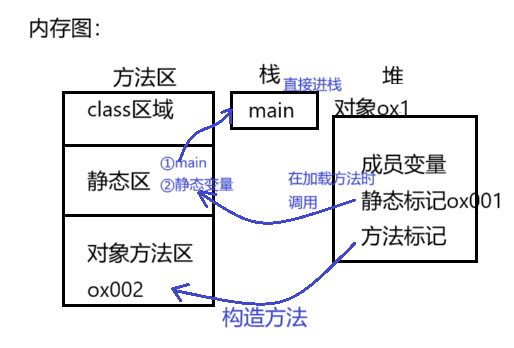 内存图：
方法区
栈
堆
直接进栈
class区域
main
对象ox1
①main
②静态变量
静态区
在加载方法时
调用
成员变量
静态标记ox001
方法标记
对象方法区
ox002
构造方法